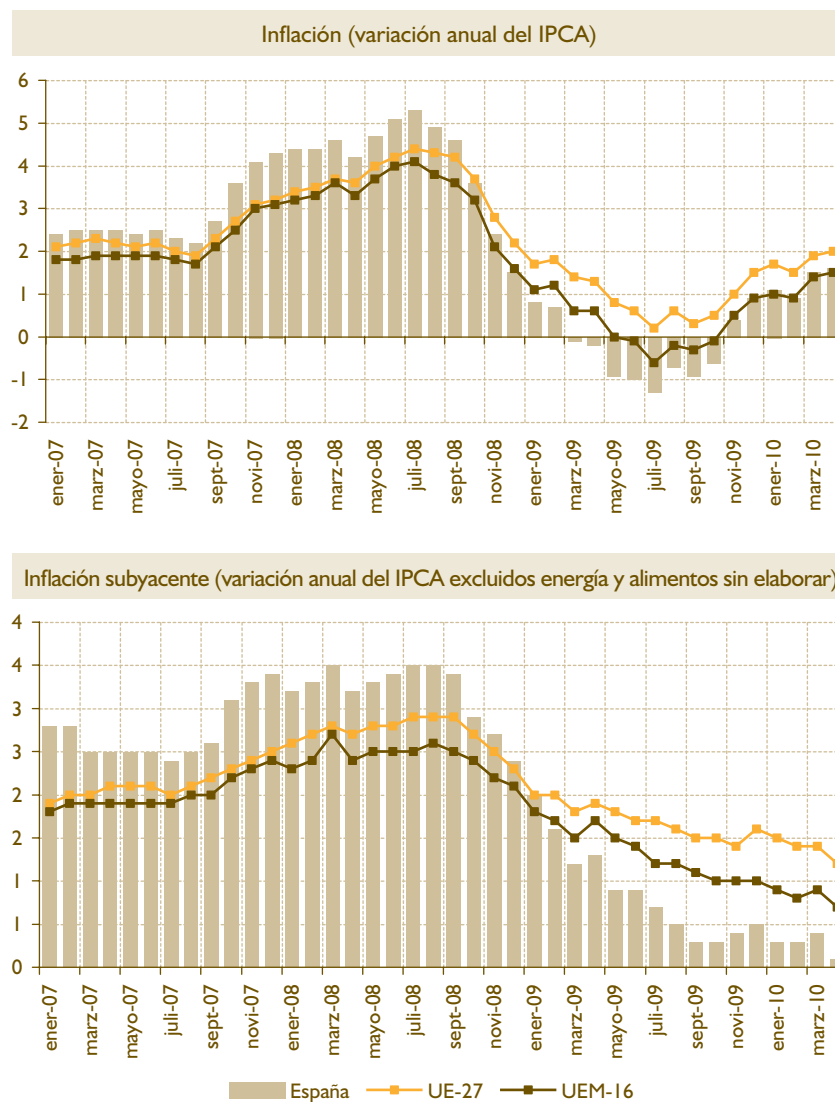 Inflación (variación anual del IPCA)
6
5
4
3
2
1
0
-1
-2
ener-07
marz-07
mayo-07
juli-07
sept-07
novi-07
ener-08
marz-08
mayo-08
juli-08
sept-08
novi-08
ener-09
marz-09
mayo-09
juli-09
sept-09
novi-09
ener-10
marz-10
Inflación subyacente (variación anual del IPCA excluidos energía y alimentos sin elaborar)
4
4
3
3
2
2
1
1
0
ener-07
marz-07
mayo-07
juli-07
sept-07
novi-07
ener-08
marz-08
mayo-08
juli-08
sept-08
novi-08
ener-09
marz-09
mayo-09
juli-09
sept-09
novi-09
ener-10
marz-10
España UE-27 UEM-16